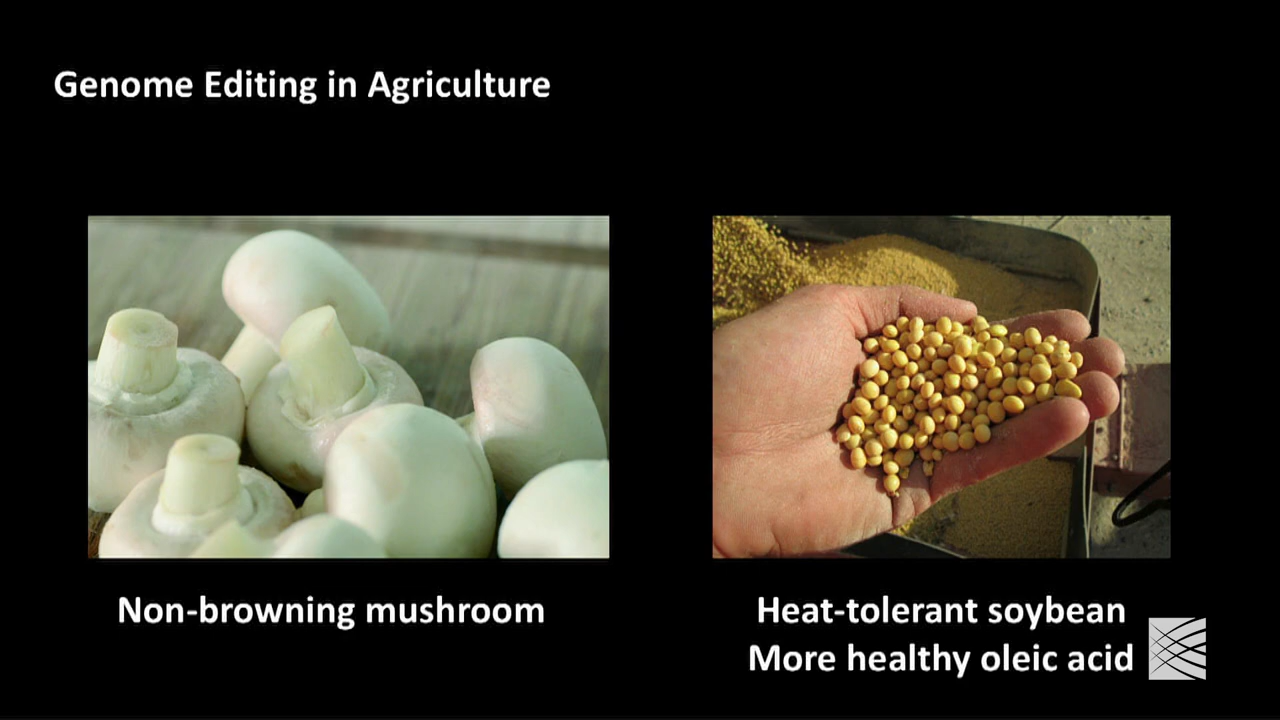 Genome Editing in Agriculture
Non-browning mushroom
Heat-tolerant soybean
More healthy oleic acid